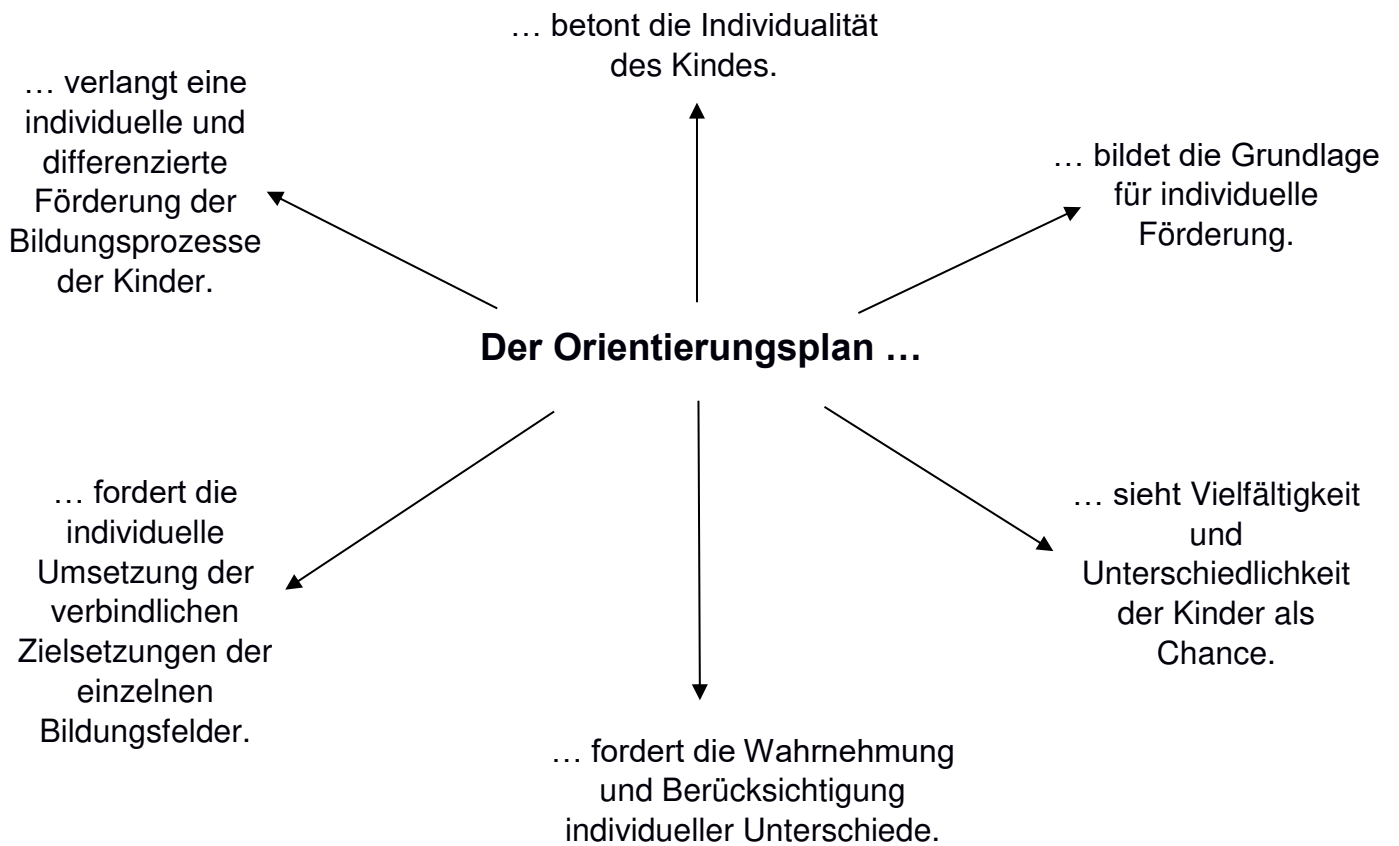 … betont die Individualität
des Kindes.
… verlangt eine
individuelle und
differenzierte
Förderung der
Bildungsprozesse
der Kinder.
… bildet die Grundlage
für individuelle
Förderung.
Der Orientierungsplan …
… fordert die
individuelle
Umsetzung der
verbindlichen
Zielsetzungen der
einzelnen
Bildungsfelder.
… sieht Vielfältigkeit
und
Unterschiedlichkeit
der Kinder als
Chance.
… fordert die Wahrnehmung
und Berücksichtigung
individueller Unterschiede.